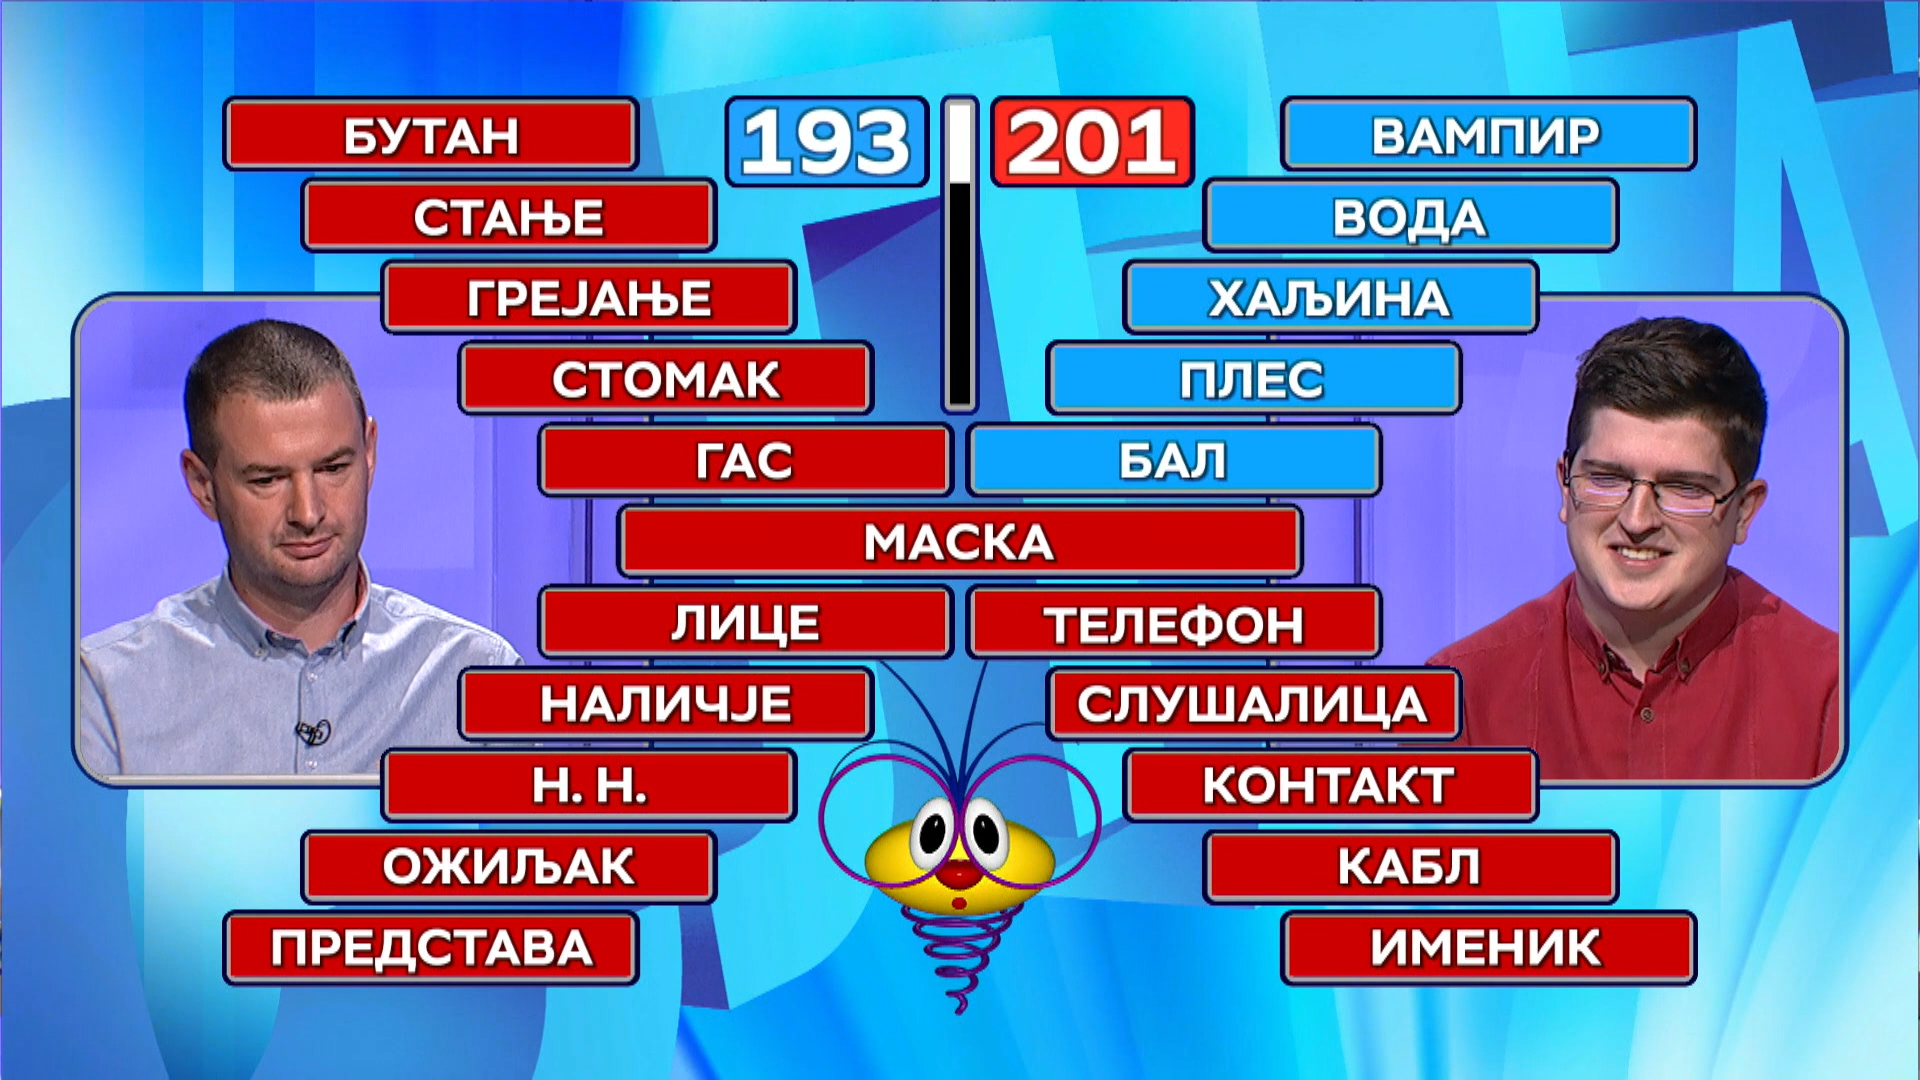 193 201
БУТАН
СТАЊЕ
ГРЕЈАЊЕ
СТОМАК
ГАС
ВАМПИР
ВОДА
ХАЉИНА
ПЛЕС
БАЛ
МАСКА
ЛИЦЕ
НАЛИЧЈЕ
Н. Н.
ОЖИЉАК
ПРЕДСТАВА
ТЕЛЕФОН
СЛУШАЛИЦА
КОНТАКТ
КАБЛ
ИМЕНИК